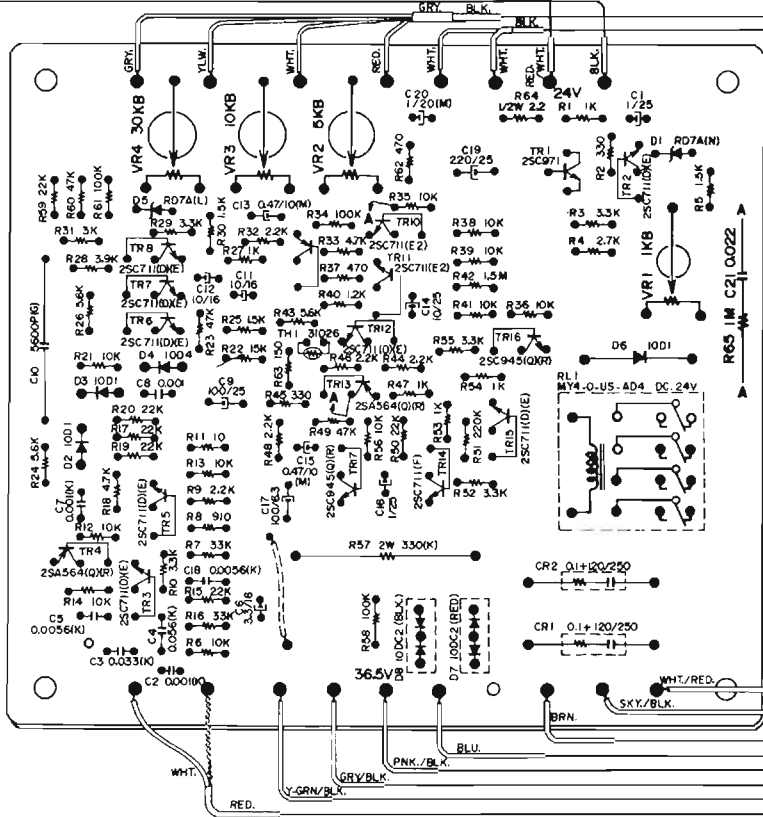 GRY. BLK.
BLK.
GRY. YLW. WHT. RED. WHT. WHT. RED. WHT. BLK.
24V
VR4 30KB
VR3 10KB
VR2 5KB
C20 1/20(M)
R64 1/2W 2.2
R1 1K
C1 1/25
R62 470
C19 220/25
TR1 2SC971
R2 330
TR2 2SC711(D)(E)
D1 RD7A(N)
R5 1.5K
R59 22K
R60 47K
R61 100K
D5 RD7A(L)
R29 3.3K
R30 1.5K
C13 0.47/10(M)
R35 10K
A
R34 100K
TR10 2SC711(E2)
R38 10K
R3 3.3K
R31 3K
R32 2.2K
R33 4.7K
TR8 2SC711(D)(E)
R27 1K
R39 10K
R4 2.7K
VR1 1KB
A
C21 0.022
R65 1M
A
R28 3.9K
TR7 2SC711(D)(E)
C12 10/16
C11 10/16
R37 470
TR11 2SC711(E2)
R42 1.5M
R26 5.6K
TR6 2SC711(D)(E)
R40 1.2K
C14 10/25
R41 10K
R36 10K
R23 47K
R25 15K
R43 5.6K
TR12 2SC711(D)(E)
TH1 31026
TR16 2SC945(Q)(R)
C10 5600P(G)
R21 10K
D4 10D4
R22 15K
R63 150
R46 2.2K
R44 2.2K
R55 3.3K
D6 10D1
D3 10D1
C8 0.001
C9 100/25
R45 330
TR13 2SA564(Q)(R)
A
R47 1K
R54 1K
RL1
MY4-0-US-AD4 DC.24V
R20 22K
R17 22K
R19 22K
R49 47K
R48 2.2K
R56 10K
R50 22K
R53 1K
R51 220K
TR15 2SC711(D)(E)
R24 5.6K
D2 10D1
R11 10
R13 10K
C15 0.47/10 (M)
TR17 2SC945(Q)(R)
C16 1/25
TR14 2SC711(F)
R52 3.3K
C7 0.001(K)
R18 4.7K
TR5 2SC711(D)(E)
R9 2.2K
C17 100/6.3
R12 10K
R8 910
R7 33K
R57 2W 330(K)
TR4 2SA564(Q)(R)
TR3 2SC711(D)(E)
R10 3.3K
C18 0.0056(K)
R15 22K
CR2 0.1+120/250
R14 10K
C5 0.0056(K)
C4 0.056(K)
R16 33K
C6 3.3/16
R58 100K
D8 10DC2(BLK.)
D7 10DC2(RED)
CR1 0.1+120/250
R6 10K
C3 0.033(K)
C2 0.001(K)
36.5V
WHT./RED.
SKY./BLK.
BRN.
BLU.
PNK./BLK.
GRY/BLK.
Y-GRN/BLK.
WHT.
RED.